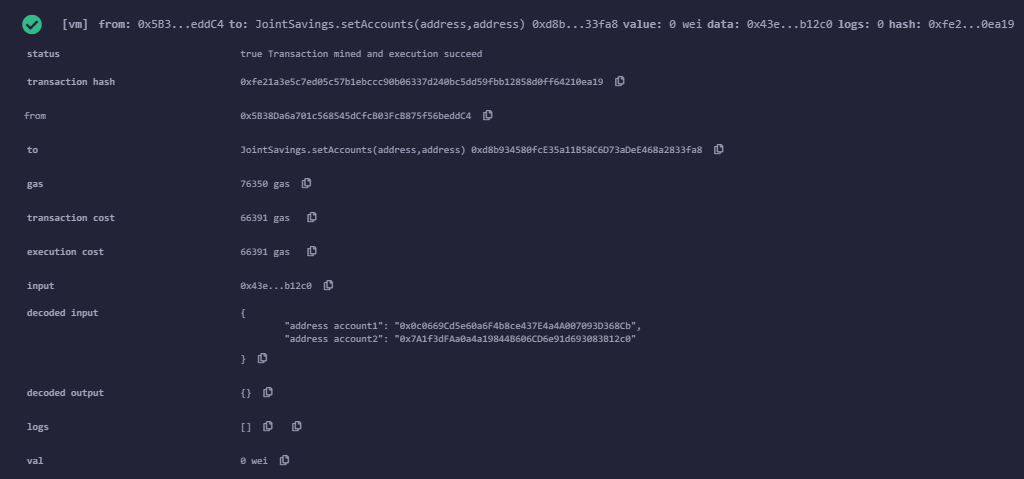 [vm] from: 0x5B3...eddC4 to: JointSavings.setAccounts(address,address) 0xd8b...33fa8 value: 0 wei data: 0x43e...b12c0 logs: 0 hash: 0xfe2...0ea19
status true Transaction mined and execution succeed
transaction hash 0xfe21a3e5c7ed05c57b1ebccc90b06337d240bc5dd59fbb12858d0ff64210ea19
from 0x5B38Da6a701c568545dCfcB03FcB875f56beddC4
to JointSavings.setAccounts(address,address) 0xd8b934580fcE35a11B58C6D73aDeE468a2833fa8
gas 76350 gas
transaction cost 66391 gas
execution cost 66391 gas
input 0x43e...b12c0
decoded input {
"address account1": "0x0c0669Cd5e60a6F4b8ce437E4a4A007093D368Cb",
"address account2": "0x7A1f3dFAa0a4a19844B606CD6e91d693083B12c0"
}
decoded output {}
logs []
val 0 wei